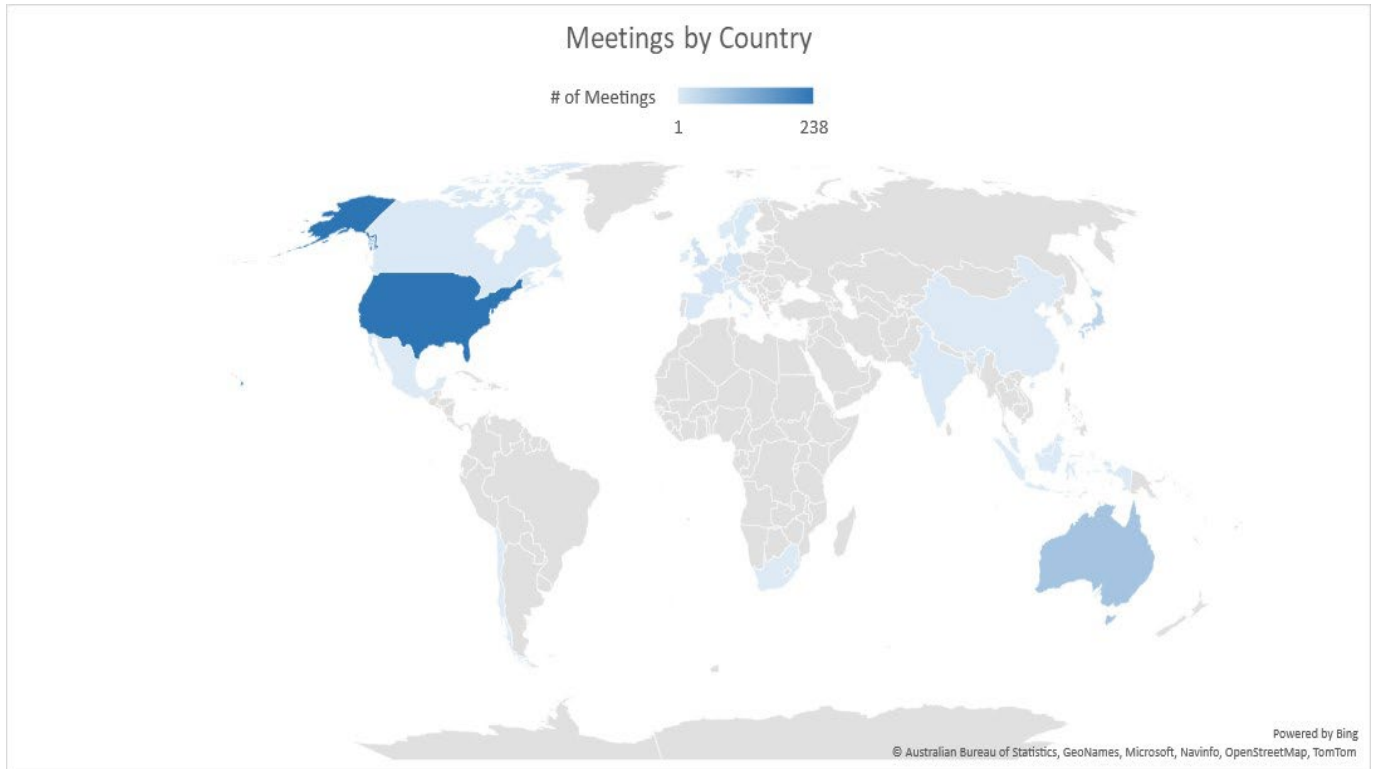 Meetings by Country
# of Meetings
1 238
Powered by Bing
© Australian Bureau of Statistics, GeoNames, Microsoft, Navinfo, OpenStreetMap, TomTom